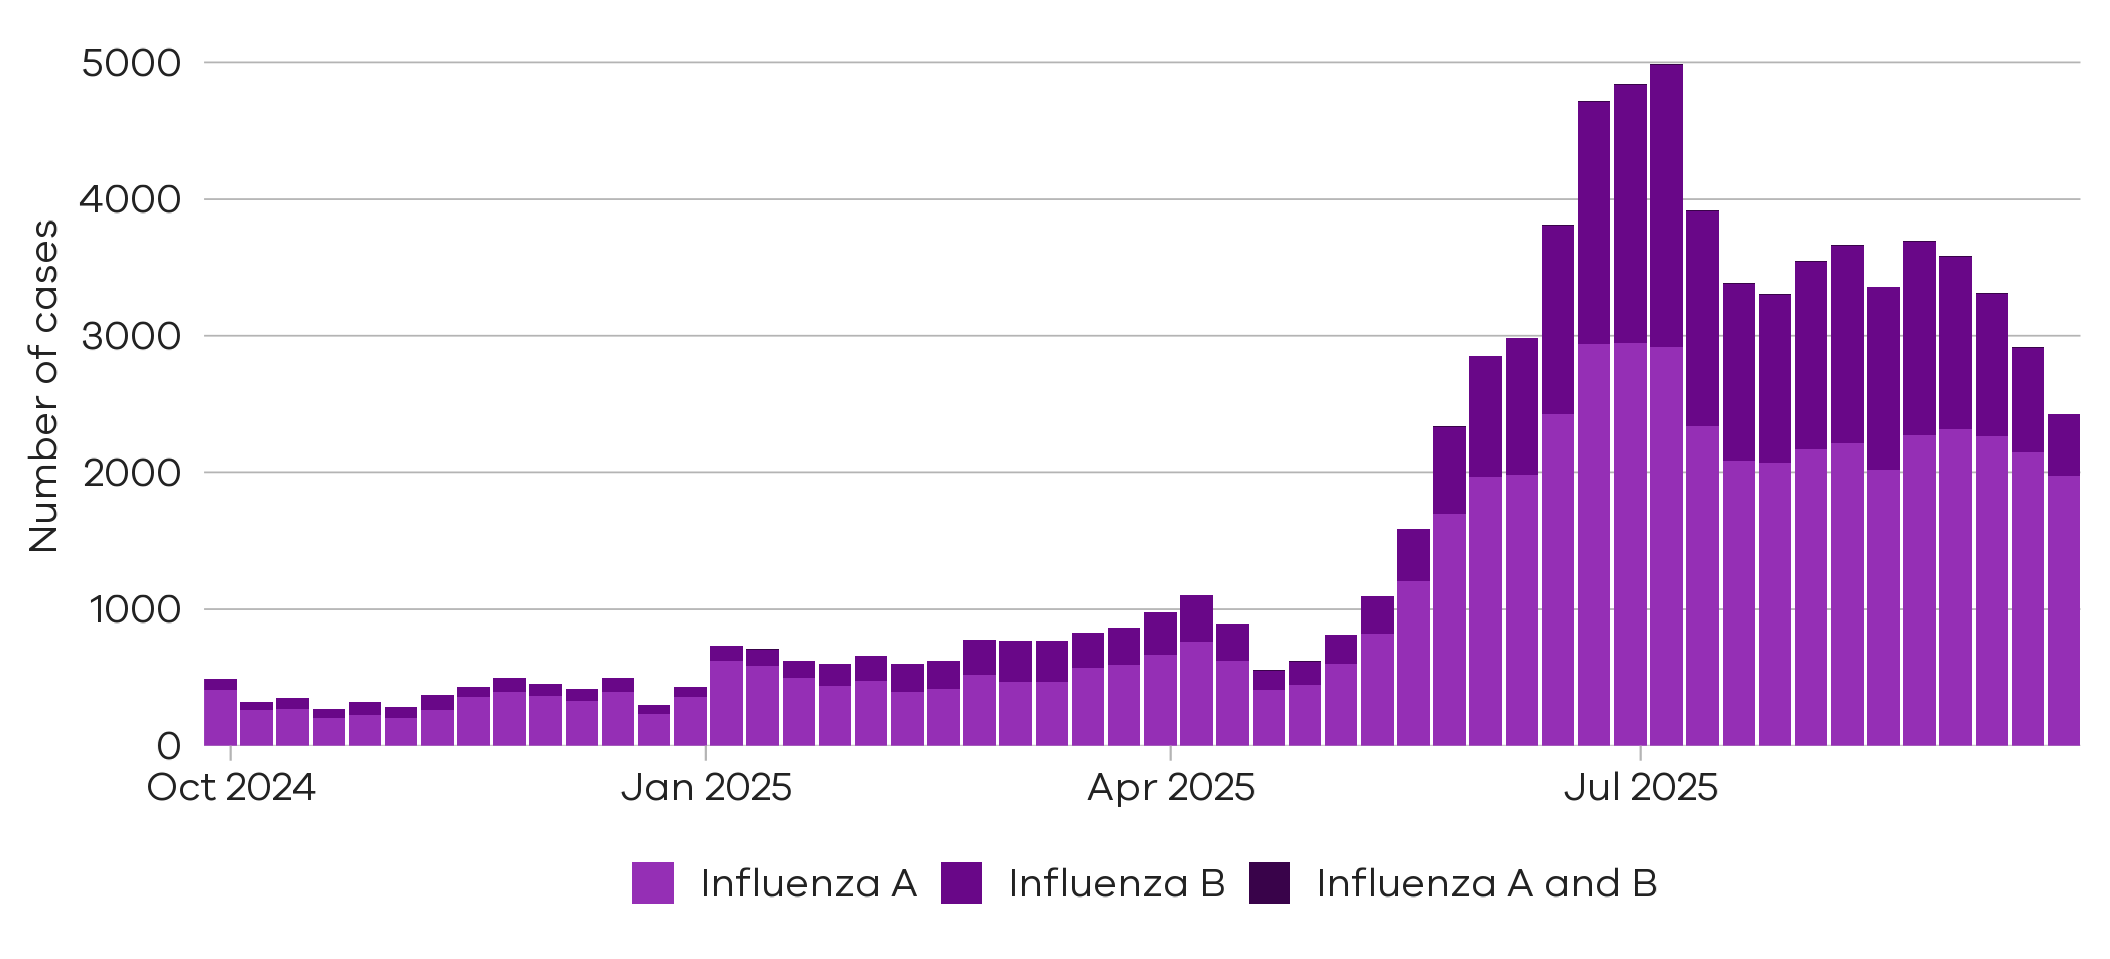 Number of cases
5000
4000
3000
2000
1000
0
Oct 2024 Jan 2025 Apr 2025 Jul 2025
Influenza A Influenza B Influenza A and B